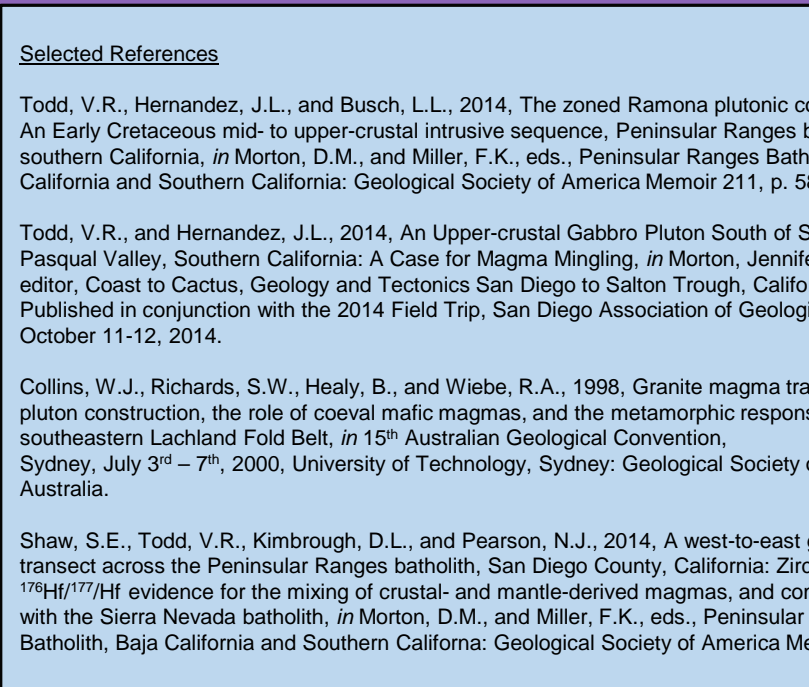 Selected References
Todd, V.R., Hernandez, J.L., and Busch, L.L., 2014, The zoned Ramona plutonic co
An Early Cretaceous mid- to upper-crustal intrusive sequence, Peninsular Ranges b
southern California, in Morton, D.M., and Miller, F.K., eds., Peninsular Ranges Bath
California and Southern California: Geological Society of America Memoir 211, p. 58
Todd, V.R., and Hernandez, J.L., 2014, An Upper-crustal Gabbro Pluton South of S
Pasqual Valley, Southern California: A Case for Magma Mingling, in Morton, Jennife
editor, Coast to Cactus, Geology and Tectonics San Diego to Salton Trough, Califo
Published in conjunction with the 2014 Field Trip, San Diego Association of Geologi
October 11-12, 2014.
Collins, W.J., Richards, S.W., Healy, B., and Wiebe, R.A., 1998, Granite magma tra
pluton construction, the role of coeval mafic magmas, and the metamorphic respons
southeastern Lachland Fold Belt, in 15th Australian Geological Convention,
Sydney, July 3rd – 7th, 2000, University of Technology, Sydney: Geological Society o
Australia.
Shaw, S.E., Todd, V.R., Kimbrough, D.L., and Pearson, N.J., 2014, A west-to-east g
transect across the Peninsular Ranges batholith, San Diego County, California: Zirc
176Hf/177/Hf evidence for the mixing of crustal- and mantle-derived magmas, and com
with the Sierra Nevada batholith, in Morton, D.M., and Miller, F.K., eds., Peninsular
Batholith, Baja California and Southern Californa: Geological Society of America Me